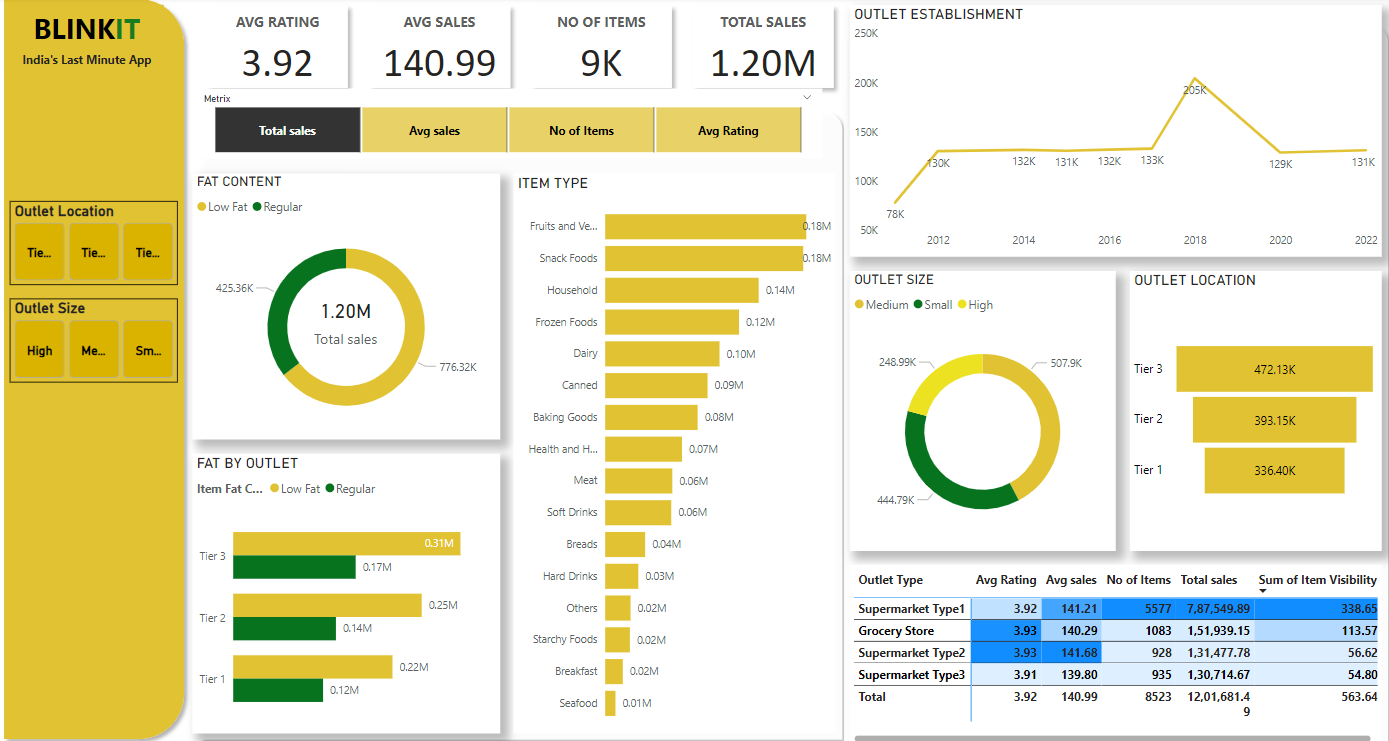 BLINKIT
India's Last Minute App
Outlet Location
Tie... Tie... Tie...
Outlet Size
High Me... Sm...
AVG RATING
3.92
AVG SALES
140.99
NO OF ITEMS
9K
TOTAL SALES
1.20M
Metrix
Total sales Avg sales No of Items Avg Rating
FAT CONTENT
Low Fat Regular
425.36K
1.20M
Total sales
776.32K
FAT BY OUTLET
Item Fat C... Low Fat Regular
Tier 3 0.31M
0.17M
Tier 2 0.25M
0.14M
Tier 1 0.22M
0.12M
ITEM TYPE
Fruits and Ve... 0.18M
Snack Foods 0.18M
Household 0.14M
Frozen Foods 0.12M
Dairy 0.10M
Canned 0.09M
Baking Goods 0.08M
Health and H... 0.07M
Meat 0.06M
Soft Drinks 0.06M
Breads 0.04M
Hard Drinks 0.03M
Others 0.02M
Starchy Foods 0.02M
Breakfast 0.02M
Seafood 0.01M
OUTLET ESTABLISHMENT
250K
200K
150K
100K
50K
78K 130K 132K 131K 132K 133K 205K 129K 131K
2012 2014 2016 2018 2020 2022
OUTLET SIZE
Medium Small High
248.99K
507.9K
444.79K
OUTLET LOCATION
Tier 3 472.13K
Tier 2 393.15K
Tier 1 336.40K
Outlet Type Avg Rating Avg sales No of Items Total sales Sum of Item Visibility
Supermarket Type1 3.92 141.21 5577 7,87,549.89 338.65
Grocery Store 3.93 140.29 1083 1,51,939.15 113.57
Supermarket Type2 3.93 141.68 928 1,31,477.78 56.62
Supermarket Type3 3.91 139.80 935 1,30,714.67 54.80
Total 3.92 140.99 8523 12,01,681.4 563.64
9